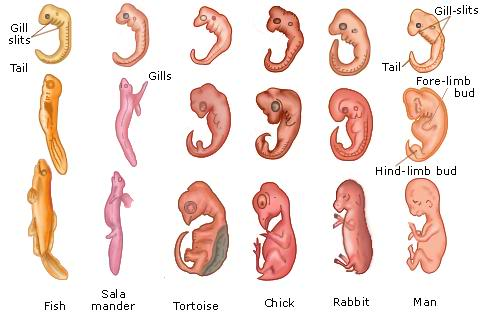 Gill
slits
Gill-slits
Tail
Gills
Tail
Fore-limb
bud
Hind-limb bud
Fish
Sala
mander
Tortoise
Chick
Rabbit
Man